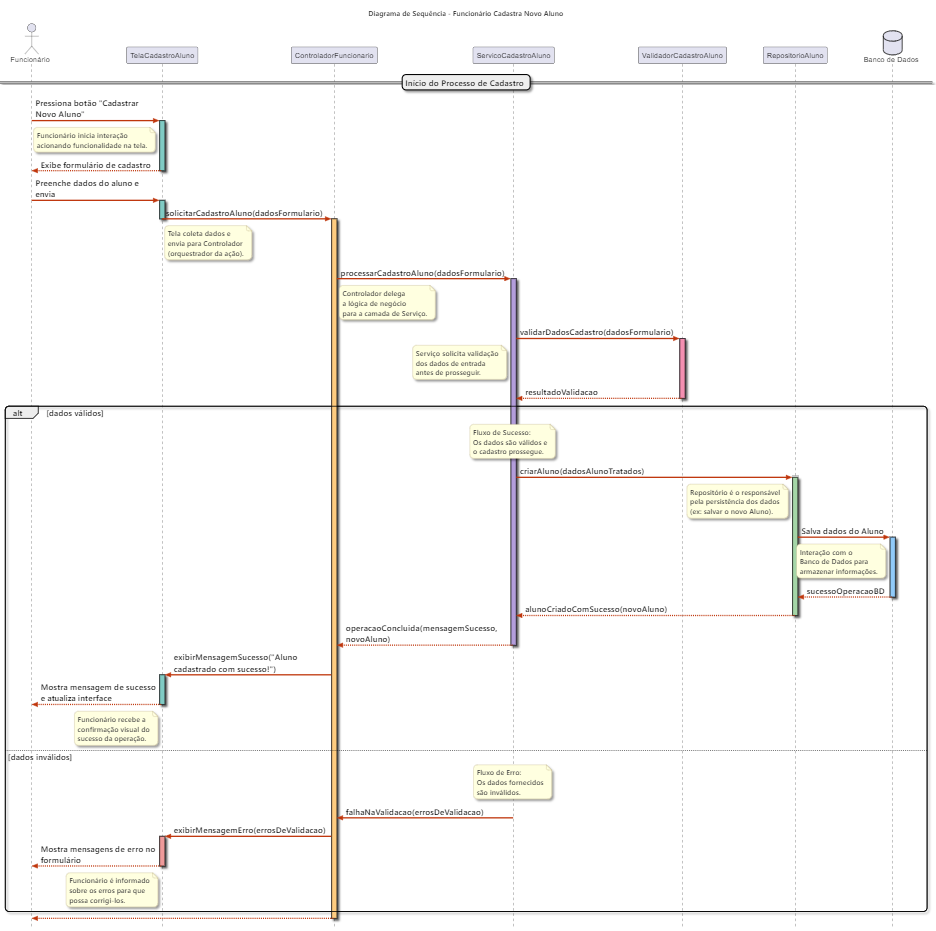 Diagrama de Sequência - Funcionário Cadastra Novo Aluno
Funcionário
TelaCadastroAluno
ControladorFuncionario
ServicoCadastroAluno
ValidadorCadastroAluno
RepositorioAluno
Banco de Dados
Início do Processo de Cadastro
Pressiona botão "Cadastrar
Novo Aluno"
Funcionário inicia interação
acionando funcionalidade na tela.
Exibe formulário de cadastro
Preenche dados do aluno e
envia
solicitarCadastroAluno(dadosFormulario)
Tela coleta dados e
envia para Controlador
(orquestrador da ação).
processarCadastroAluno(dadosFormulario)
Controlador delega
a lógica de negócio
para a camada de Serviço.
validarDadosCadastro(dadosFormulario)
Serviço solicita validação
dos dados de entrada
antes de prosseguir.
resultadoValidacao
alt
[dados válidos]
Fluxo de Sucesso:
Os dados são válidos e
o cadastro prossegue.
criarAluno(dadosAlunoTratados)
Repositório é o responsável
pela persistência dos dados
(ex: salvar o novo Aluno).
Salva dados do Aluno
Interação com o
Banco de Dados para
armazenar informações.
sucessoOperacaoBD
alunoCriadoComSucesso(novoAluno)
operacaoConcluida(mensagemSucesso,
novoAluno)
exibirMensagemSucesso("Aluno
cadastrado com sucesso!")
Mostra mensagem de sucesso
e atualiza interface
Funcionário recebe a
confirmação visual do
sucesso da operação.
[dados inválidos]
Fluxo de Erro:
Os dados fornecidos
são inválidos.
falhaNaValidacao(errosDeValidacao)
exibirMensagemErro(errosDeValidacao)
Mostra mensagens de erro no
formulário
Funcionário é informado
sobre os erros para que
possa corrigi-los.